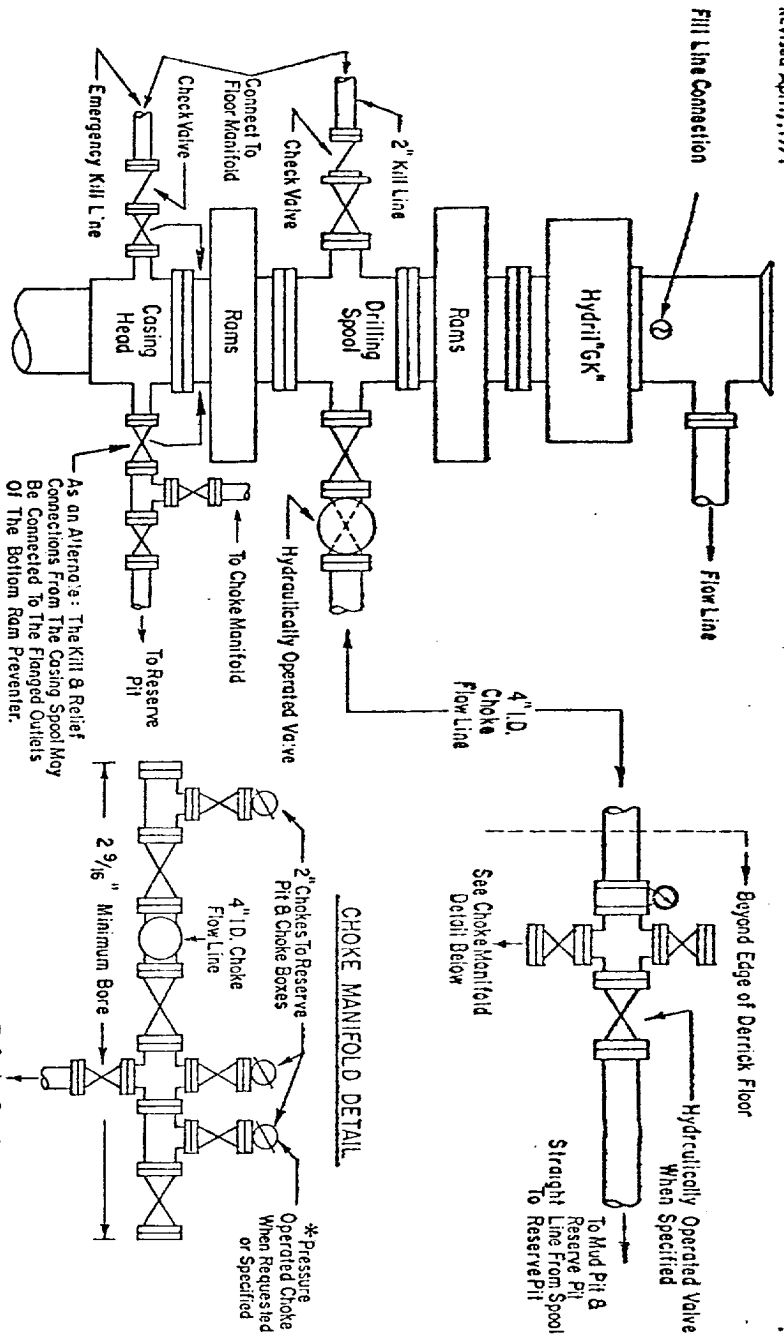 Fill Line Connection
Flow Line
Hydril "GK"
Rams
Drilling
Spool
Rams
Casing
Head
2" Kill Line
Check Valve
Connect To
Floor Manifold
Check Valve
Emergency Kill Line
Hydraulically Operated Valve
To Choke Manifold
To Reserve
Pit
As an Alternate: The Kill & Relief
Connections From The Casing Spool May
Be Connected To The Flanged Outlets
Of The Bottom Ram Preventer.
4" I.D.
Choke
Flow Line
Beyond Edge of Derrick Floor
Hydraulically Operated Valve
When Specified
To Mud Pit &
Reserve Pit
Straight Line From Spool
To Reserve Pit
See Choke Manifold
Detail Below
CHOKE MANIFOLD DETAIL
2" Chokes To Reserve
Pit & Choke Boxes
4" I.D. Choke
Flow Line
*Pressure
Operated Choke
When Requested
or Specified
2 9/16" Minimum Bore